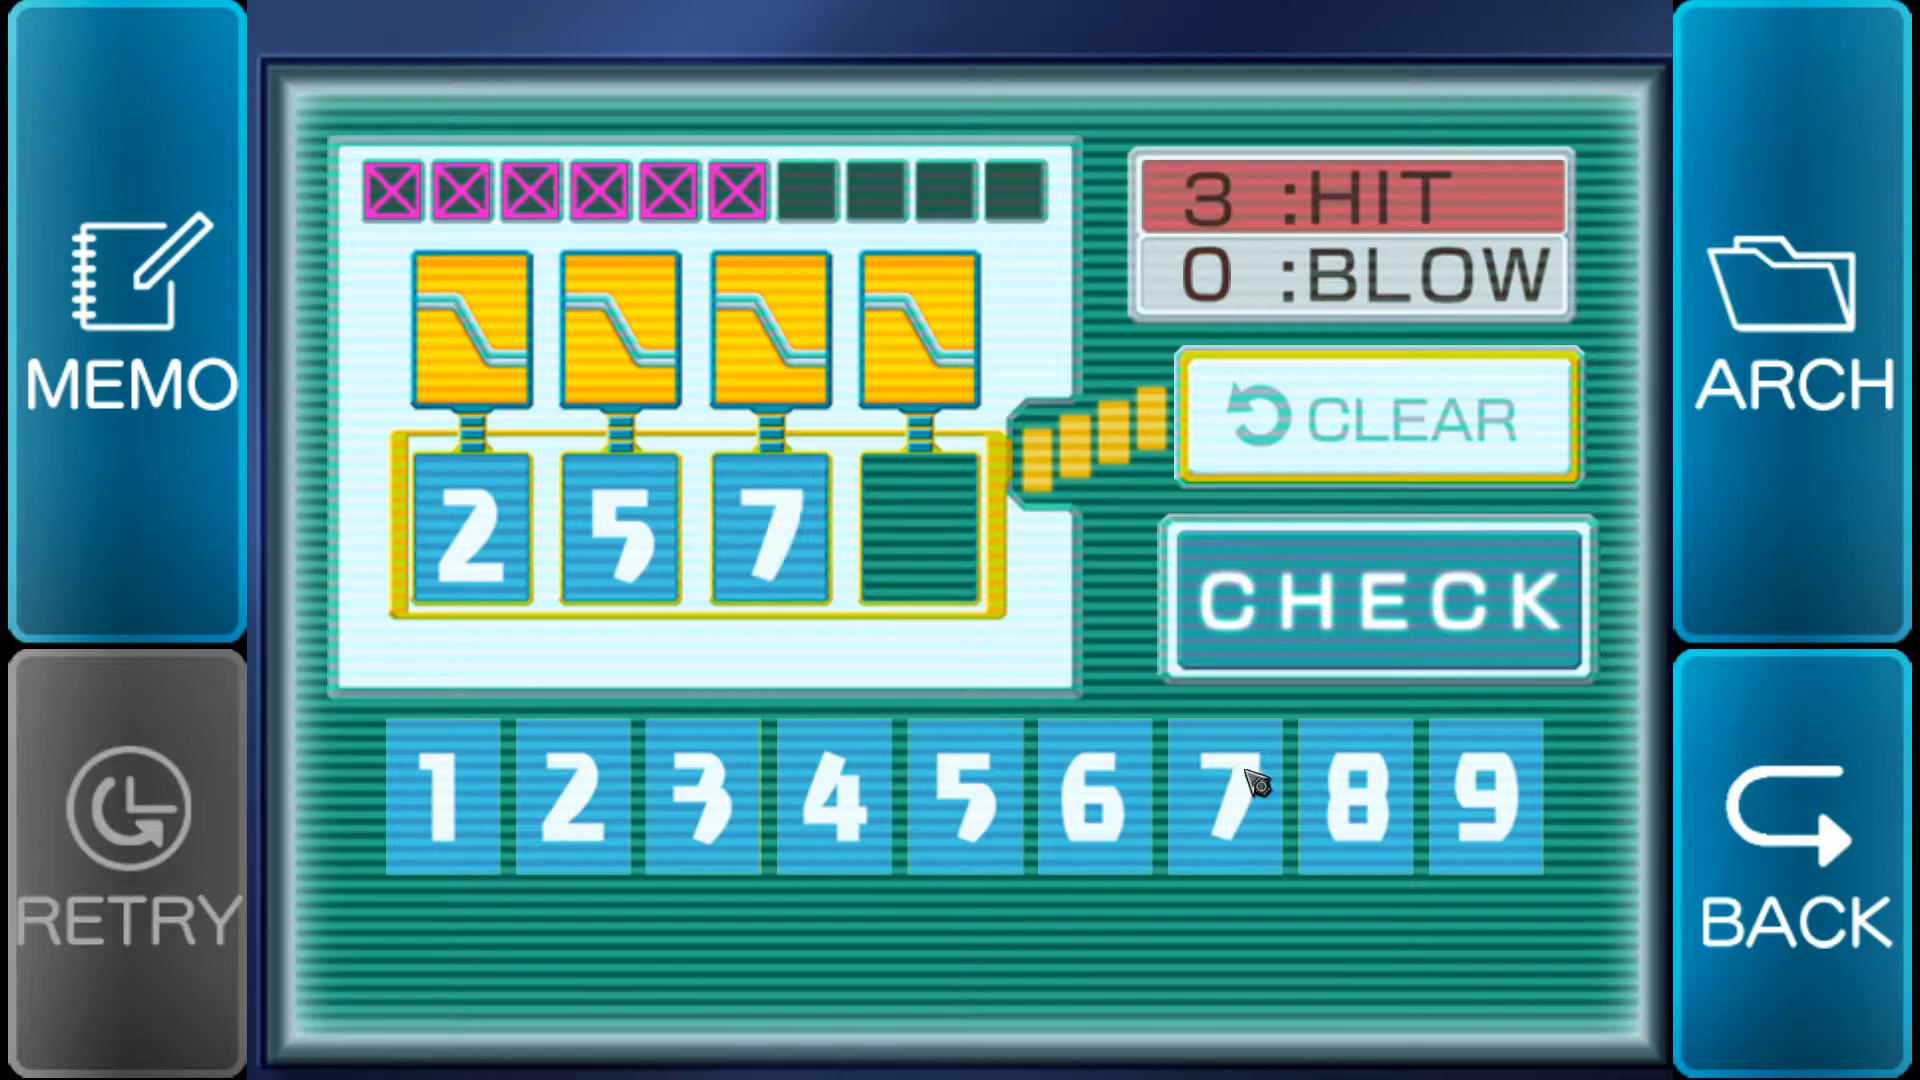 MEMO
RETRY
3 :HIT
0 :BLOW
CLEAR
CHECK
2 5 7
1 2 3 4 5 6 7 8 9
ARCH
BACK